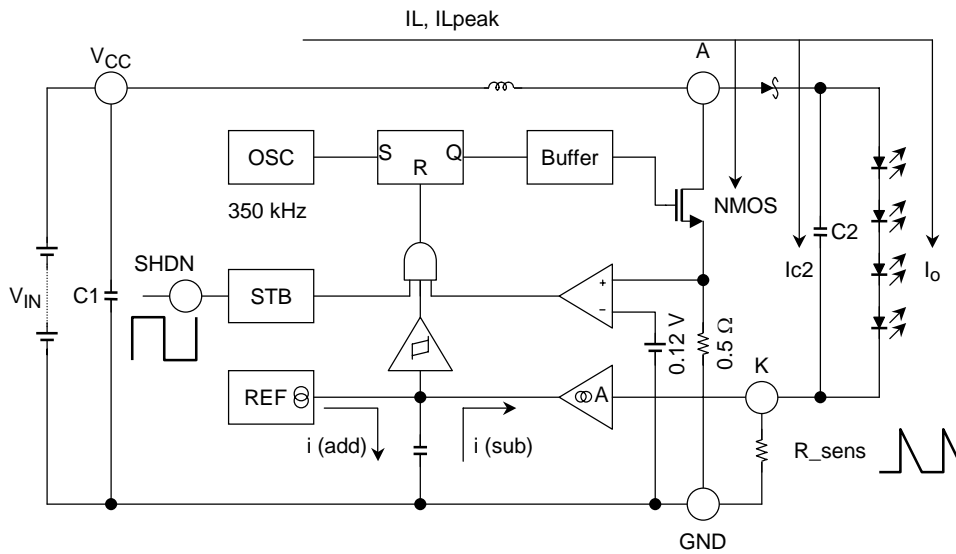 IL, ILpeak
VCC
A
OSC
S
R
Q
Buffer
350 kHz
NMOS
C2
SHDN
Ic2
Io
VIN
C1
STB
+
−
0.12 V
0.5 Ω
K
REF
A
i (add)
i (sub)
R_sens
GND